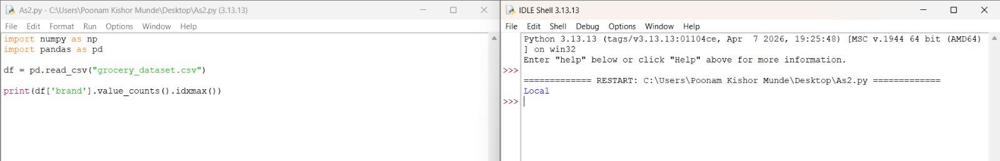 As2.py - C:\Users\Poonam Kishor Munde\Desktop\As2.py (3.13.13)
File Edit Format Run Options Window Help
import numpy as np
import pandas as pd
df = pd.read_csv("grocery_dataset.csv")
print(df['brand'].value_counts().idxmax())
IDLE Shell 3.13.13
File Edit Shell Debug Options Window Help
Python 3.13.13 (tags/v3.13.13:01104ce, Apr  7 2026, 19:25:48) [MSC v.1944 64 bit (AMD64)
] on win32
Enter "help" below or click "Help" above for more information.
>>>
============= RESTART: C:\Users\Poonam Kishor Munde\Desktop\As2.py =============
Local
>>>